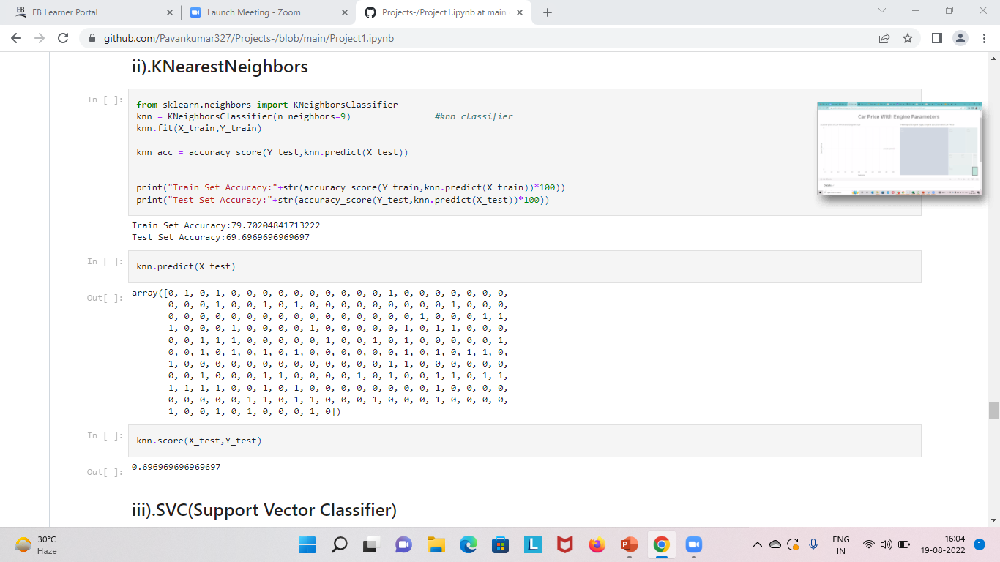 EB Learner Portal
Launch Meeting - Zoom
Projects-/Project1.ipynb at main
github.com/Pavankumar327/Projects-/blob/main/Project1.ipynb
ii).KNearestNeighbors
In [ ]:
from sklearn.neighbors import KNeighborsClassifier
knn = KNeighborsClassifier(n_neighbors=9) #knn classifier
knn.fit(X_train,Y_train)
knn_acc = accuracy_score(Y_test,knn.predict(X_test))
print("Train Set Accuracy:"+str(accuracy_score(Y_train,knn.predict(X_train))*100))
print("Test Set Accuracy:"+str(accuracy_score(Y_test,knn.predict(X_test))*100))
Car Price With Engine Parameters
Train Set Accuracy:79.70204841713222
Test Set Accuracy:69.6969696969697
In [ ]:
knn.predict(X_test)
Out[ ]:
array([0, 1, 0, 1, 0, 0, 0, 0, 0, 0, 0, 0, 0, 0, 1, 0, 0, 0, 0, 0, 0, 0,
0, 0, 0, 1, 0, 0, 1, 0, 1, 0, 0, 0, 0, 0, 0, 0, 0, 0, 1, 0, 0, 0,
0, 0, 0, 0, 0, 0, 0, 0, 0, 0, 0, 0, 0, 0, 0, 0, 1, 0, 0, 0, 1, 1,
1, 0, 0, 0, 1, 0, 0, 0, 0, 1, 0, 0, 0, 0, 0, 1, 0, 1, 1, 0, 0, 0,
0, 0, 1, 1, 1, 0, 0, 0, 0, 0, 1, 0, 0, 1, 0, 1, 0, 0, 0, 0, 0, 1,
0, 0, 1, 0, 1, 0, 1, 0, 1, 0, 0, 0, 0, 0, 0, 1, 0, 1, 0, 1, 1, 0,
1, 0, 0, 0, 0, 0, 0, 0, 0, 0, 0, 0, 0, 0, 1, 1, 0, 0, 0, 0, 0, 0,
0, 0, 1, 0, 0, 0, 1, 1, 0, 0, 0, 0, 1, 0, 1, 0, 0, 1, 1, 0, 1, 1,
1, 1, 1, 1, 0, 0, 1, 0, 1, 0, 0, 0, 0, 0, 0, 0, 0, 1, 0, 0, 0, 0,
0, 0, 0, 0, 0, 1, 1, 0, 1, 1, 0, 0, 0, 1, 0, 0, 0, 1, 0, 0, 0, 0,
1, 0, 0, 1, 0, 1, 0, 0, 0, 1, 0])
In [ ]:
knn.score(X_test,Y_test)
Out[ ]:
0.696969696969697
iii).SVC(Support Vector Classifier)
30°C
Haze
ENG
IN
16:04
19-08-2022
1